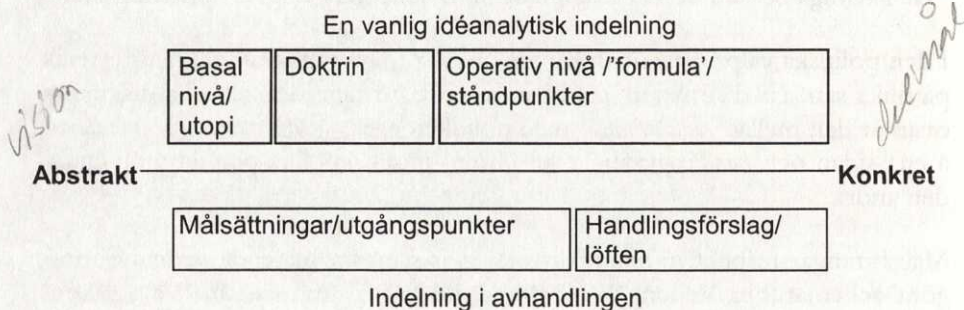 En vanlig idéanalytisk indelning
Basal nivå/ utopi
Doktrin
Operativ nivå /'formula'/ ståndpunkter
vision
Abstrakt
Konkret
Målsättningar/utgångspunkter
Handlingsförslag/ löften
Indelning i avhandlingen